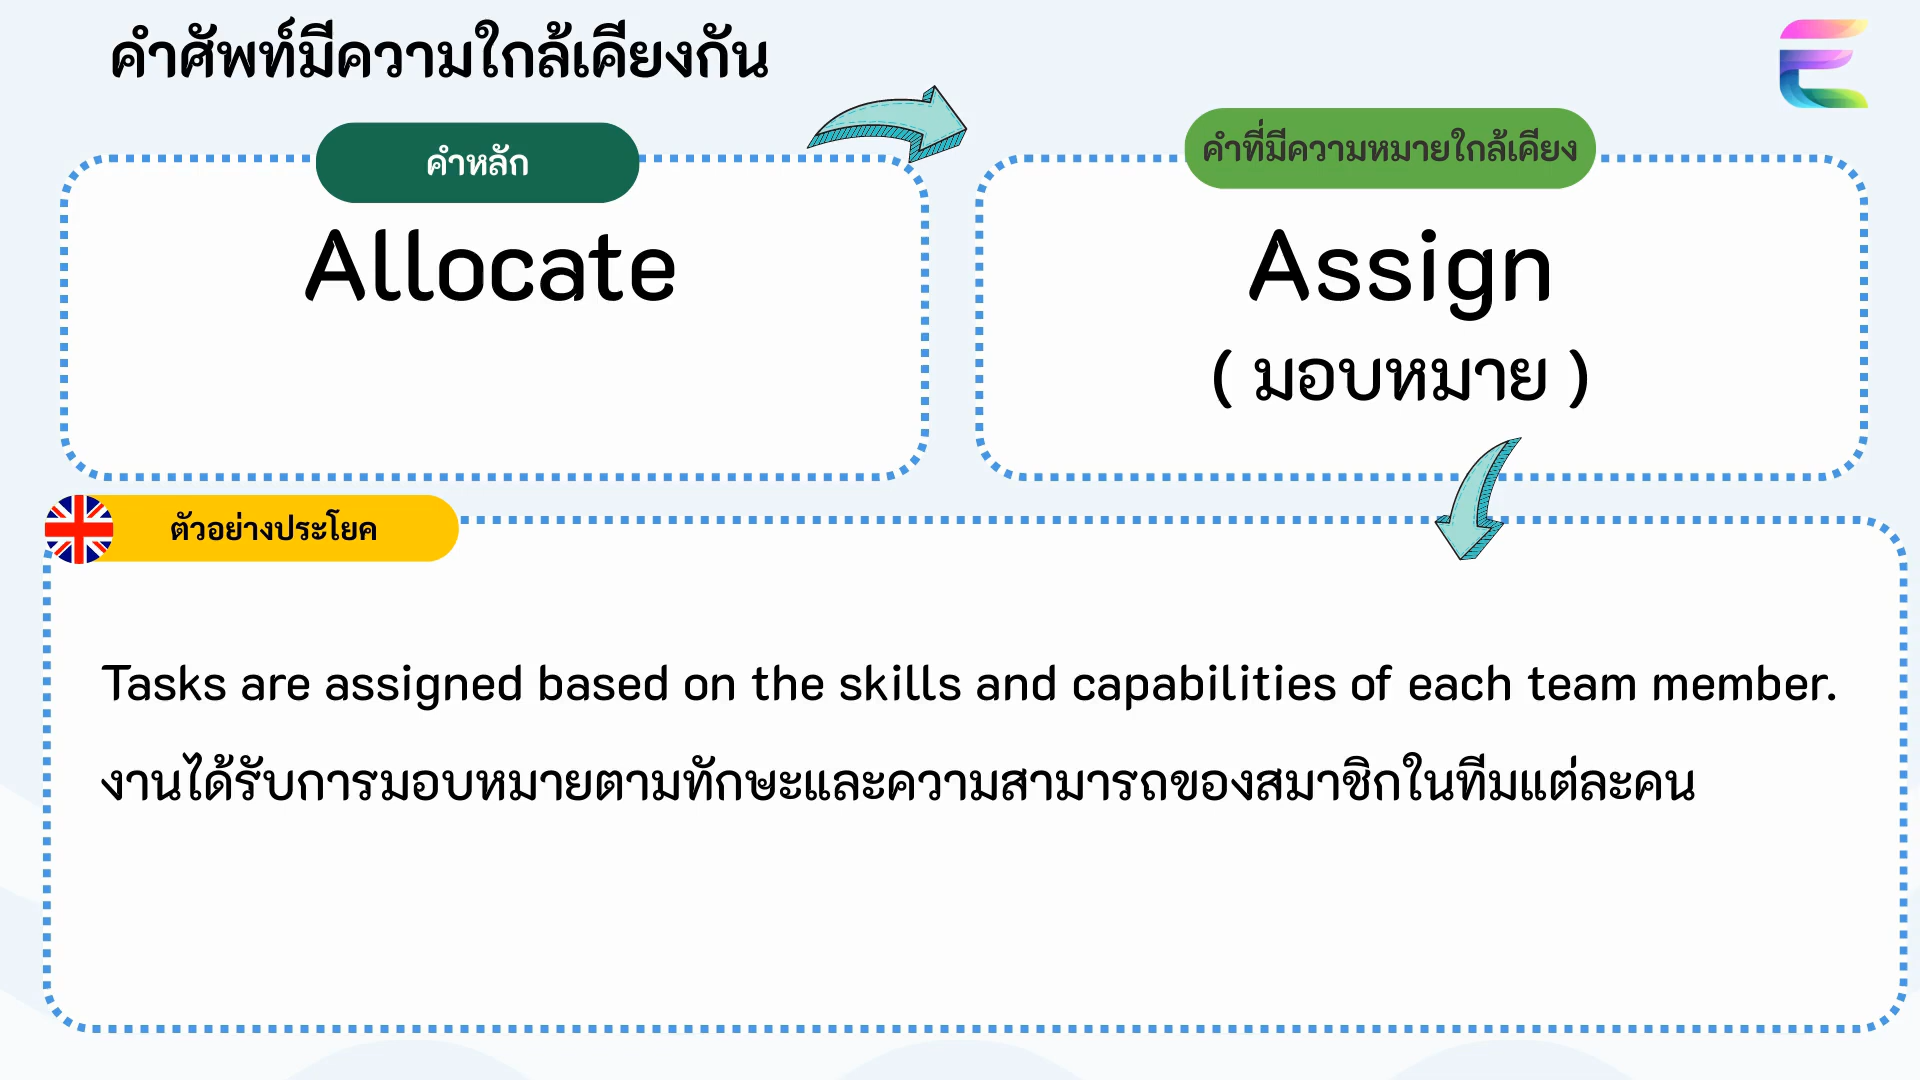 คำศัพท์มีความใกล้เคียงกัน
คำหลัก
คำที่มีความหมายใกล้เคียง
Allocate
Assign
( มอบหมาย )
ตัวอย่างประโยค
Tasks are assigned based on the skills and capabilities of each team member.
งานได้รับการมอบหมายตามทักษะและความสามารถของสมาชิกในทีมแต่ละคน